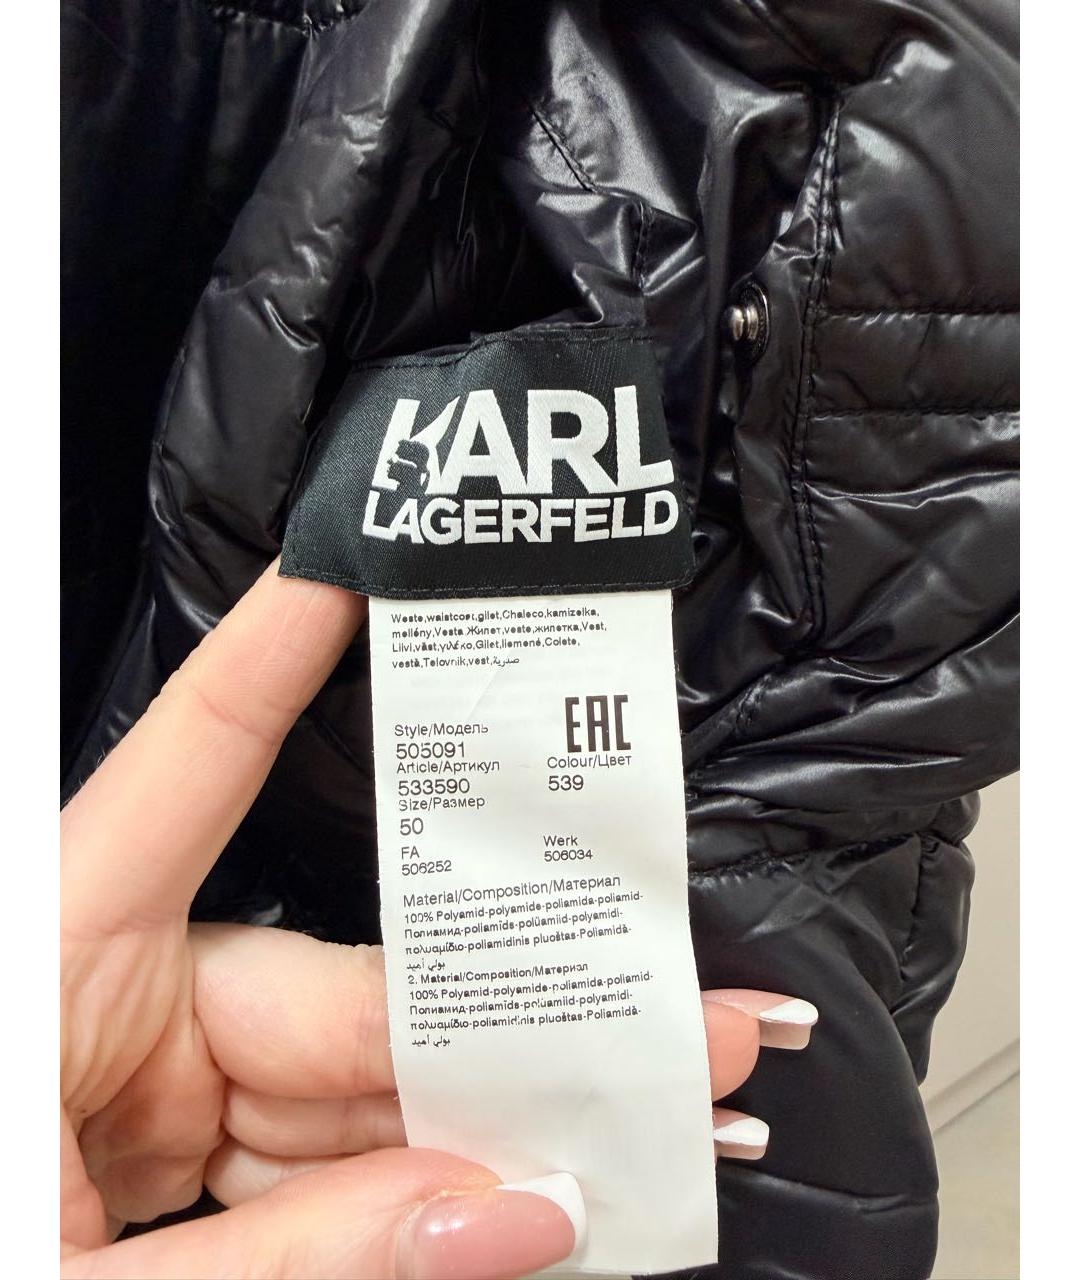 KARL
LAGERFELD
Weste,waistcoat,gilet,Chaleco,kamizelka,
mellény,Vesta,Жилет,veste,жилетка,Vest,
Liivi,väst,γιλέκο,Gilet,liemenė,Colete,
vestă,Telovnik,vest,صدرية
EAC
Style/Модель
505091
Article/Артикул Colour/Цвет
533590 539
Size/Размер
50
FA Werk
506252 506034
Material/Composition/Материал
100% Polyamid-polyamide-poliamida-poliamid-
Полиамид-poliamīds-polüamiid-polyamidi-
πολυαμίδιο-poliamidinis pluoštas-Poliamidă-
بولي أميد
2. Material/Composition/Материал
100% Polyamid-polyamide-poliamida-poliamid-
Полиамид-poliamīds-polüamiid-polyamidi-
πολυαμίδιο-poliamidinis pluoštas-Poliamidă-
بولي أميد